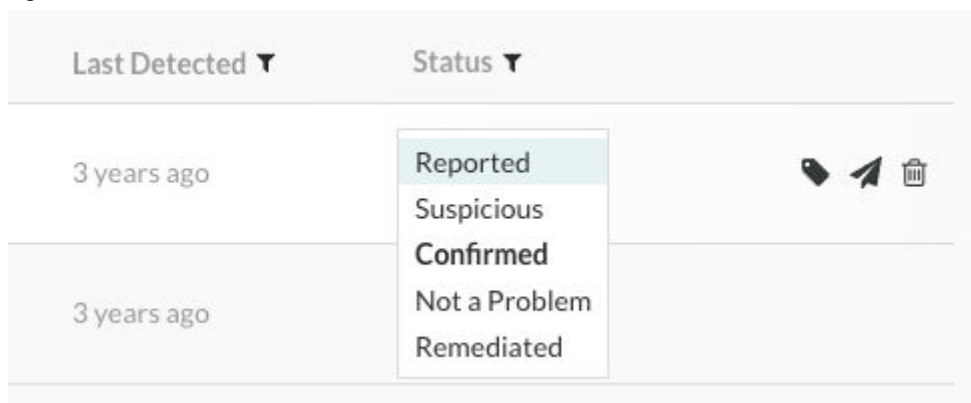 Last Detected Status
3 years ago
Reported
Suspicious
Confirmed
Not a Problem
Remediated
3 years ago